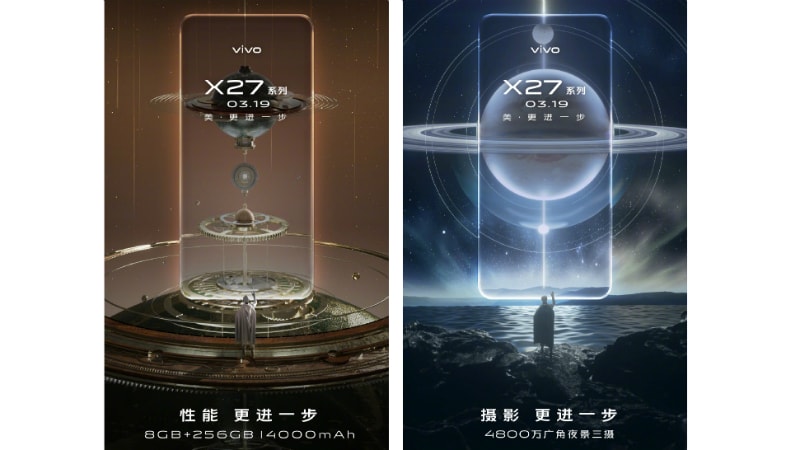 vivo
X27系列
03.19
美·更进一步
性能 更进一步
8GB+256GB I 4000mAh
vivo
X27系列
03.19
美·更进一步
摄影 更进一步
4800万广角夜景三摄